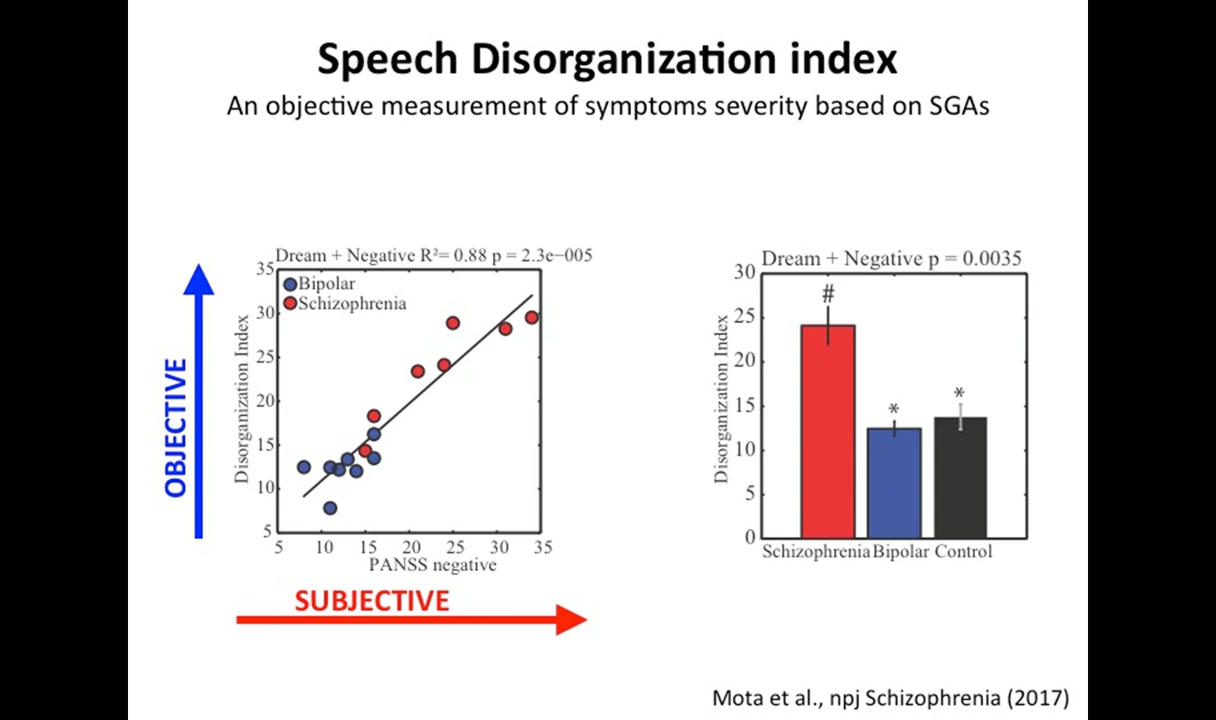 Speech Disorganization index
An objective measurement of symptoms severity based on SGAs
Dream + Negative R²= 0.88 p = 2.3e−005
35
30
25
20
15
10
5
Bipolar
Schizophrenia
Disorganization Index
5 10 15 20 25 30 35
PANSS negative
OBJECTIVE
SUBJECTIVE
Dream + Negative p = 0.0035
30
25
20
15
10
5
0
#
*
*
Disorganization Index
Schizophrenia Bipolar Control
Mota et al., npj Schizophrenia (2017)